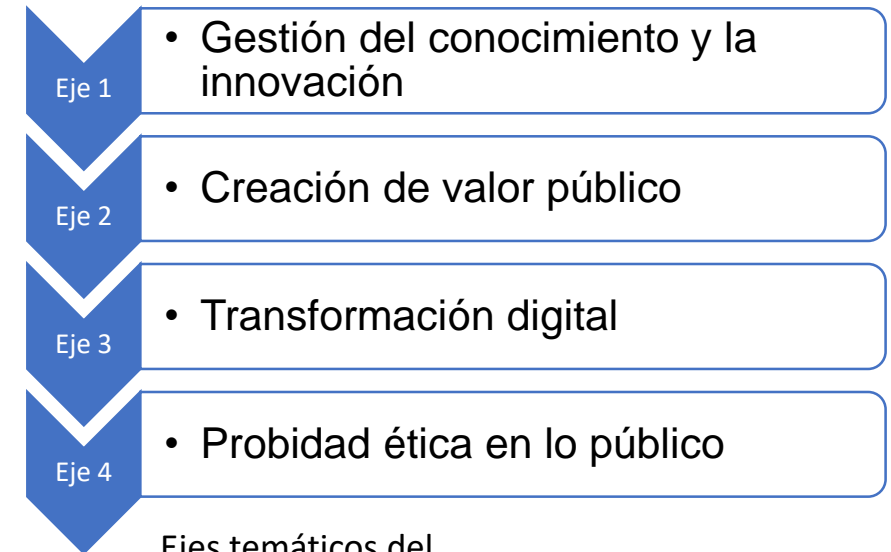 Eje 1
• Gestión del conocimiento y la
innovación
Eje 2
• Creación de valor público
Eje 3
• Transformación digital
Eje 4
• Probidad ética en lo público
Ejes temáticos del